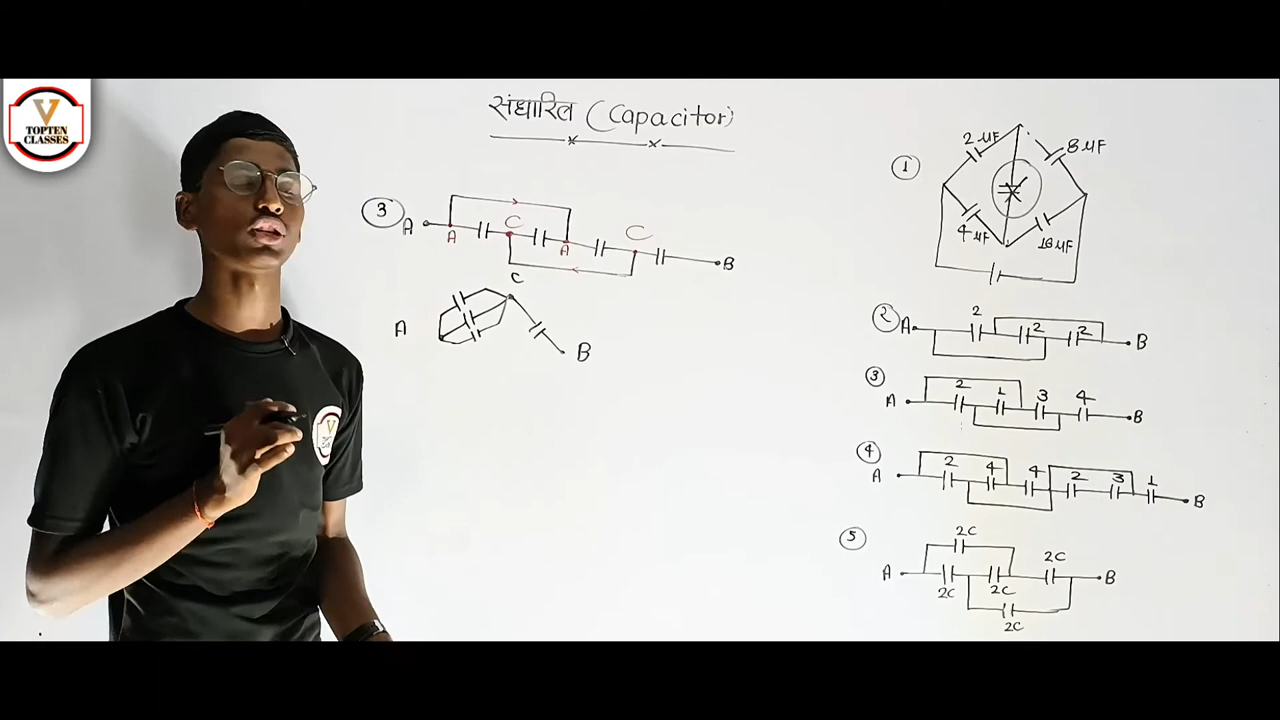 V
TOPTEN
CLASSES
संधारित्र (Capacitor)
3 A A C A C B
C
A B
1 2 μF 8 μF
4 μF 16 μF
2 A 2 2 2 B
3 A 2 1 3 4 B
4 A 2 4 4 2 3 1 B
5 2C
A 2C 2C 2C B
2C